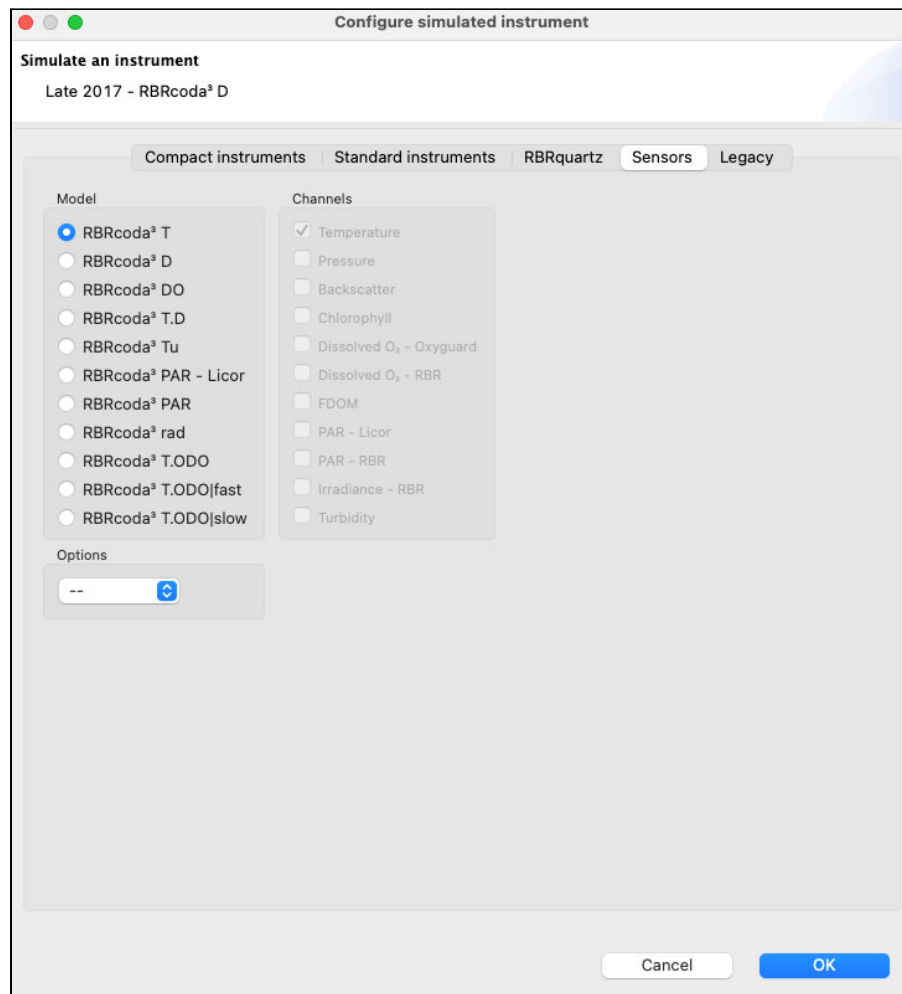 Configure simulated instrument
Simulate an instrument
Late 2017 - RBRcoda³ D
Compact instruments Standard instruments RBRquartz Sensors Legacy
Model
RBRcoda³ T
RBRcoda³ D
RBRcoda³ DO
RBRcoda³ T.D
RBRcoda³ Tu
RBRcoda³ PAR - Licor
RBRcoda³ PAR
RBRcoda³ rad
RBRcoda³ T.ODO
RBRcoda³ T.ODO|fast
RBRcoda³ T.ODO|slow
Channels
Temperature
Pressure
Backscatter
Chlorophyll
Dissolved O₂ - Oxyguard
Dissolved O₂ - RBR
FDOM
PAR - Licor
PAR - RBR
Irradiance - RBR
Turbidity
Options
--
Cancel OK